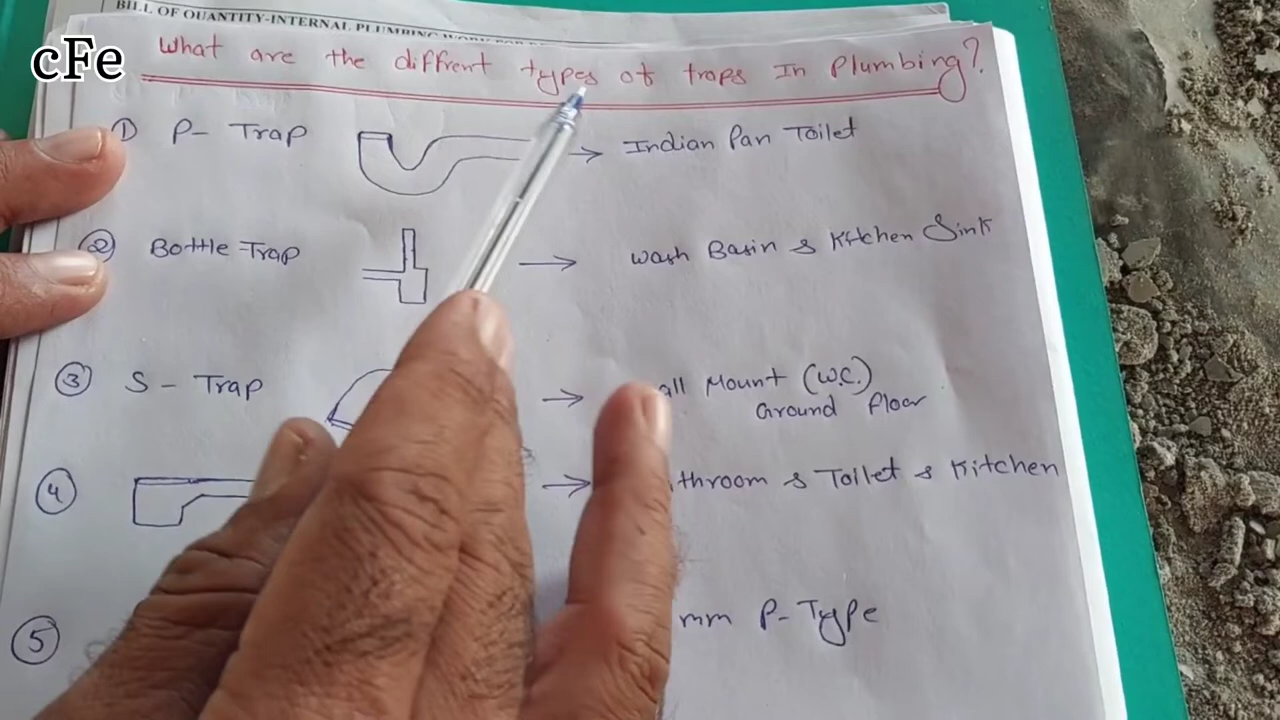 BILL OF QUANTITY-INTERNAL PLUMBING WORK FOR
cFe
What are the diffrent types of traps In Plumbing?
① P- Trap → Indian Pan Toilet
② Bottle-Trap → Wash Basin & Kitchen Sink
③ S - Trap → Mount (W.C.)
Ground Floor
④ → & Toilet & Kitchen
⑤ mm P-Type